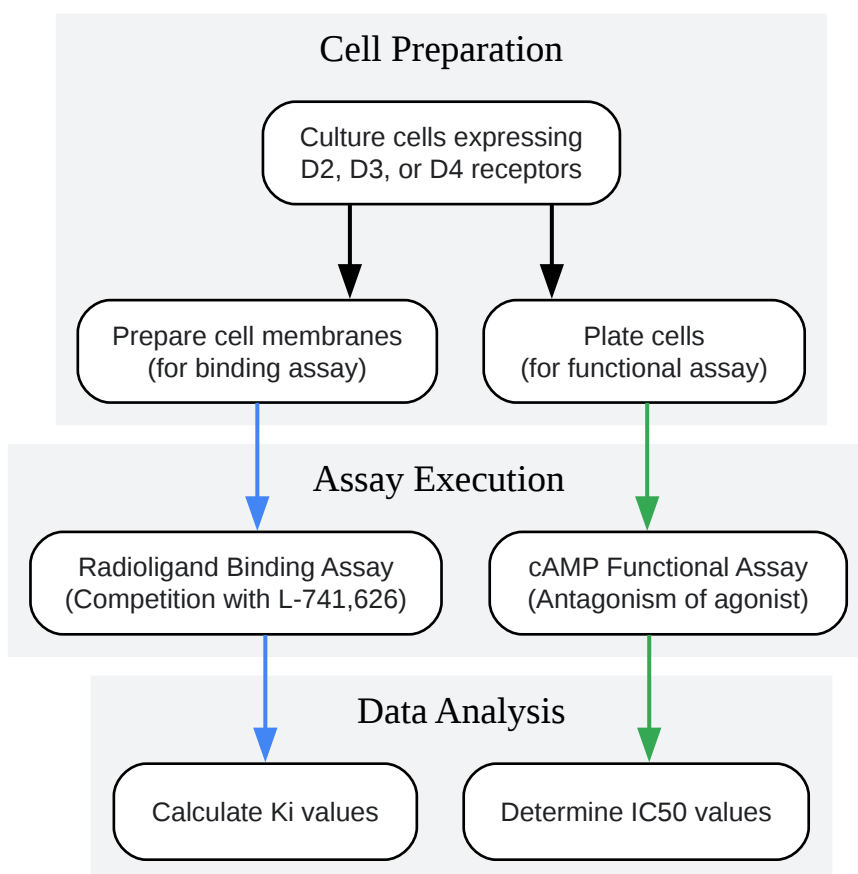 Cell Preparation
Culture cells expressing
D2, D3, or D4 receptors
Prepare cell membranes
(for binding assay)
Plate cells
(for functional assay)
Assay Execution
Radioligand Binding Assay
(Competition with L-741,626)
cAMP Functional Assay
(Antagonism of agonist)
Data Analysis
Calculate Ki values
Determine IC50 values